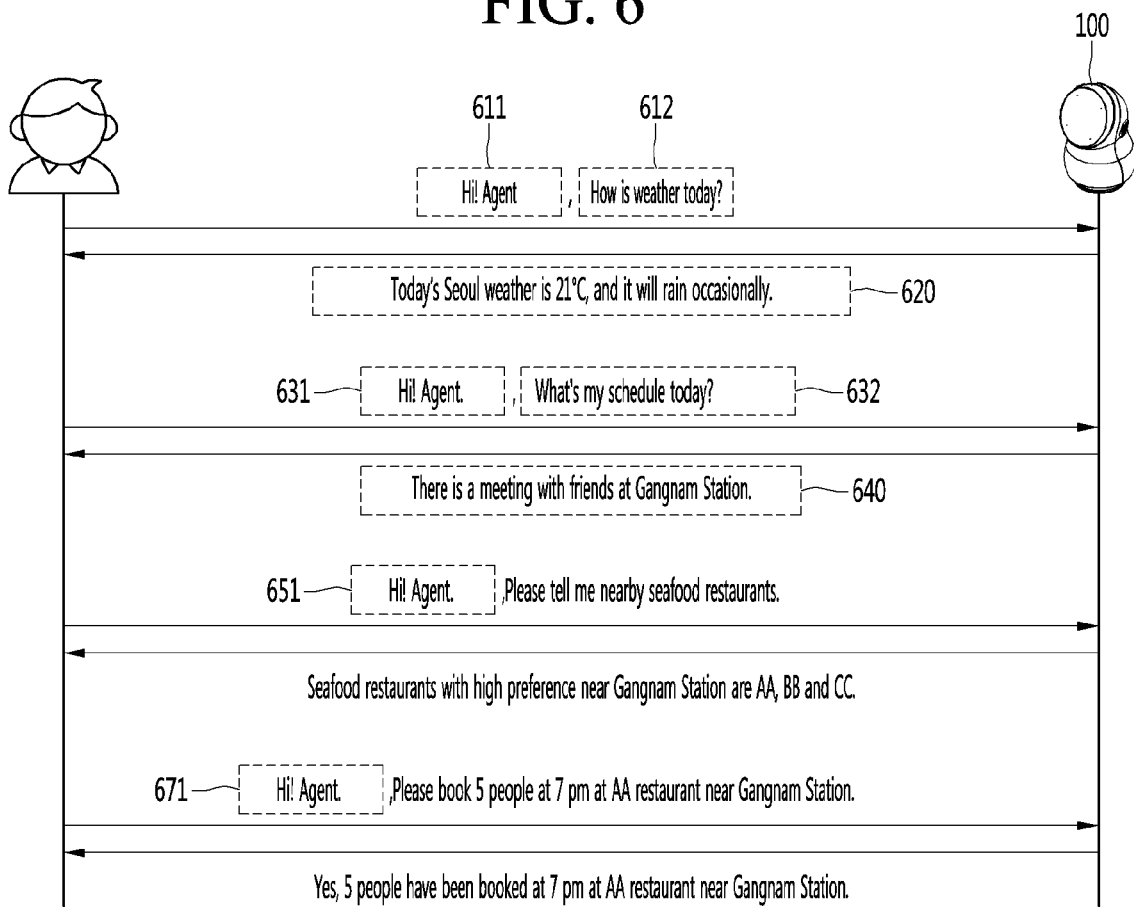 FIG. 6
100
611 612
Hi! Agent , How is weather today?
Today's Seoul weather is 21°C, and it will rain occasionally. 620
631 Hi! Agent. , What's my schedule today? 632
There is a meeting with friends at Gangnam Station. 640
651 Hi! Agent. ,Please tell me nearby seafood restaurants.
Seafood restaurants with high preference near Gangnam Station are AA, BB and CC.
671 Hi! Agent. ,Please book 5 people at 7 pm at AA restaurant near Gangnam Station.
Yes, 5 people have been booked at 7 pm at AA restaurant near Gangnam Station.